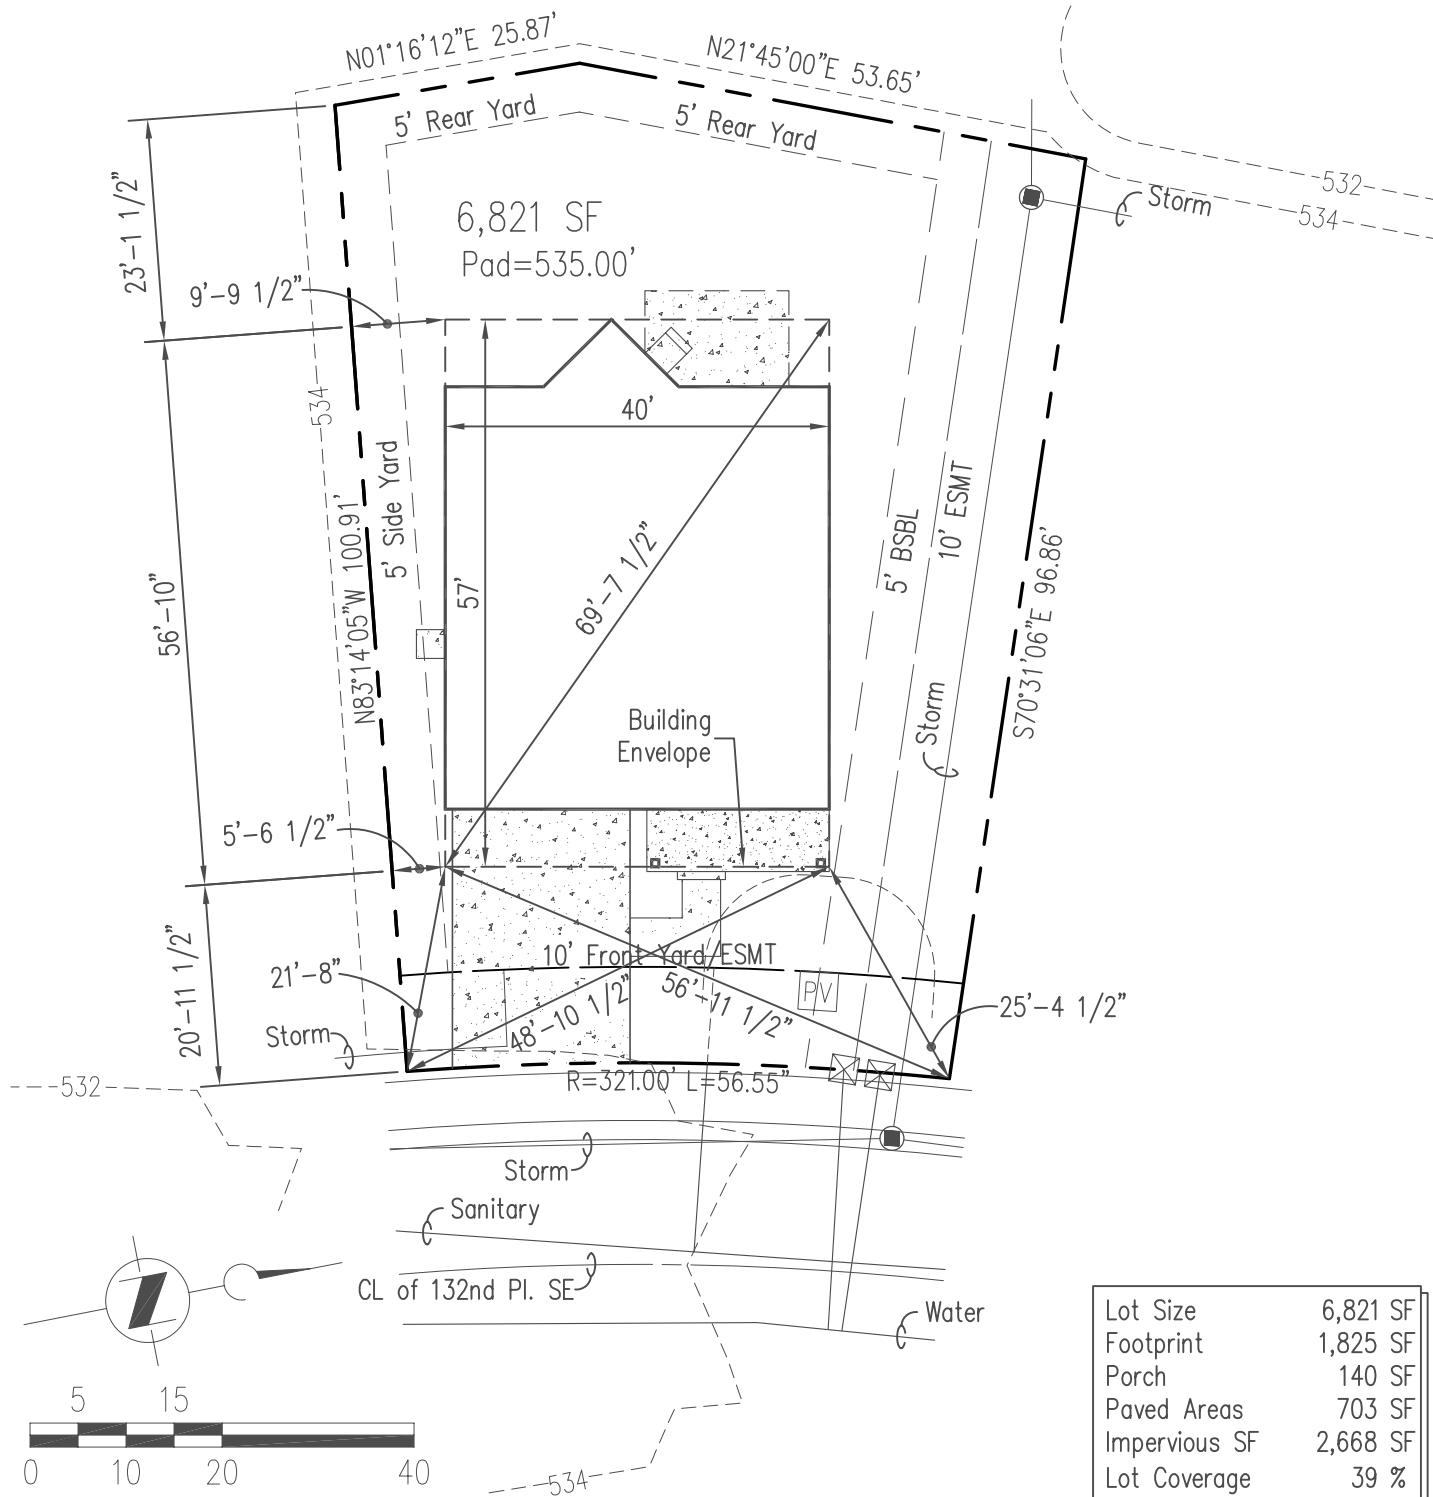 N01°16'12"E 25.87'
N21°45'00"E 53.65'
5' Rear Yard
5' Rear Yard
532
534
Storm
6,821 SF
Pad=535.00'
23'-1 1/2"
9'-9 1/2"
534
40'
5' Side Yard
N83°14'05"W 100.91'
56'-10"
57'
69'-7 1/2"
5' BSBL
10' ESMT
S70°31'06"E 96.86'
Storm
Building
Envelope
5'-6 1/2"
20'-11 1/2"
10' Front Yard/ESMT
21'-8"
48'-10 1/2"
56'-11 1/2"
PV
25'-4 1/2"
Storm
532
R=321.00' L=56.55"
Storm
Sanitary
CL of 132nd Pl. SE
Water
5 15
0 10 20 40
534
Lot Size 6,821 SF
Footprint 1,825 SF
Porch 140 SF
Paved Areas 703 SF
Impervious SF 2,668 SF
Lot Coverage 39 %